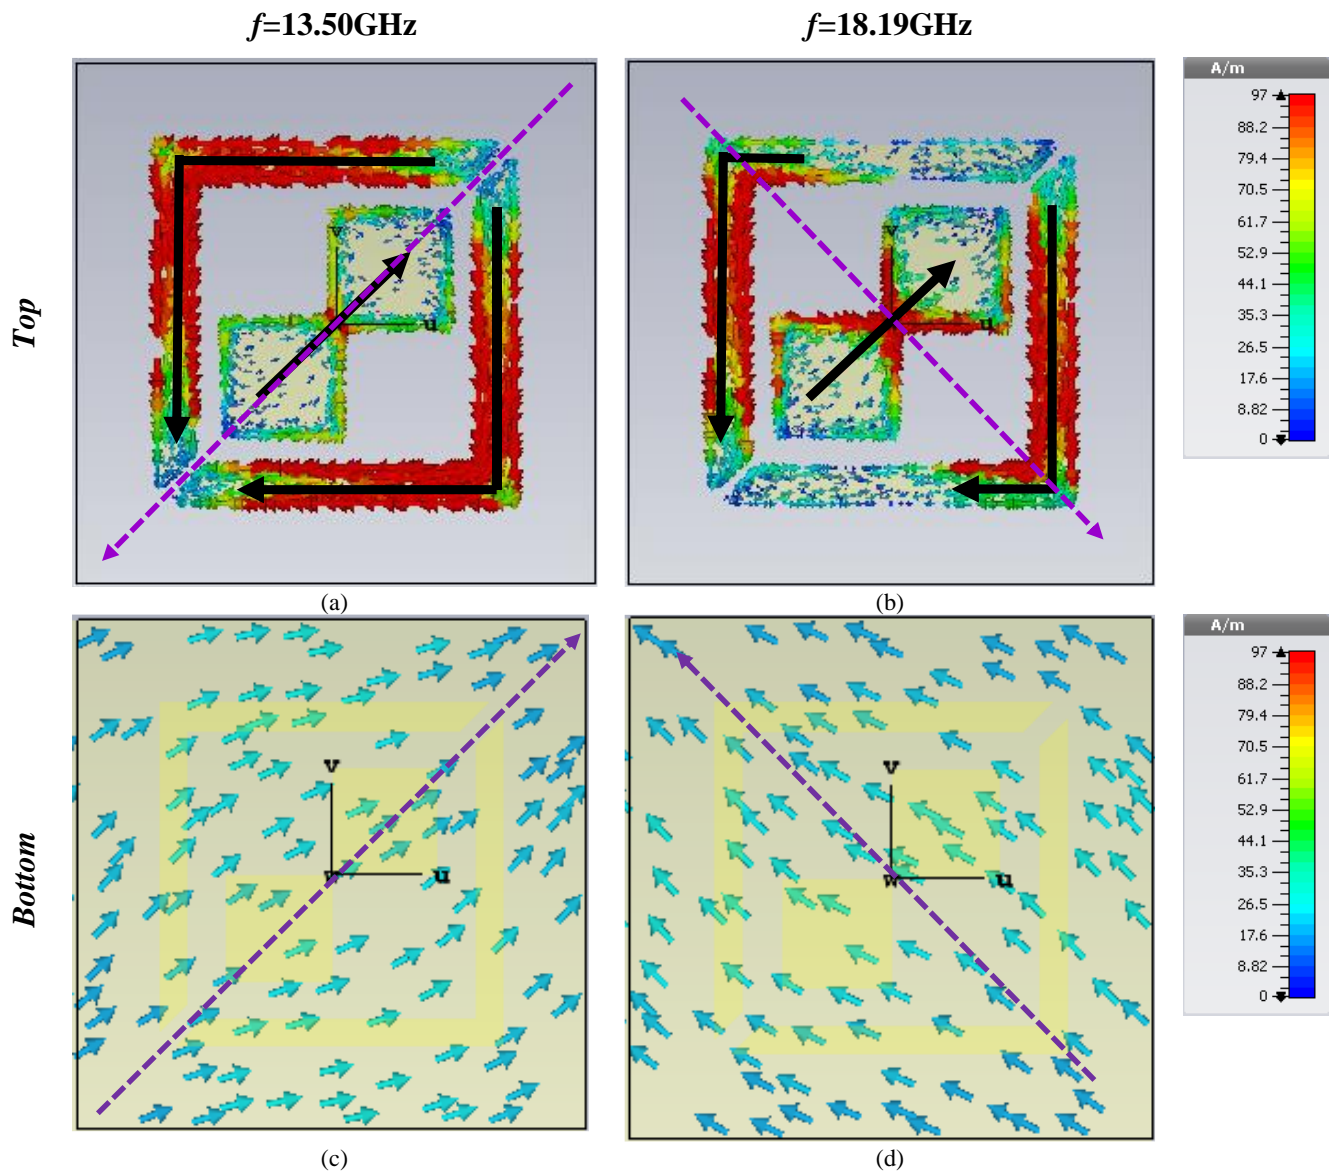 f=13.50GHz
f=18.19GHz
A/m
97
88.2
79.4
70.5
61.7
52.9
44.1
35.3
26.5
17.6
8.82
0
Top
v
u
v
u
(a)
(b)
A/m
97
88.2
79.4
70.5
61.7
52.9
44.1
35.3
26.5
17.6
8.82
0
Bottom
v
u
w
v
u
w
(c)
(d)